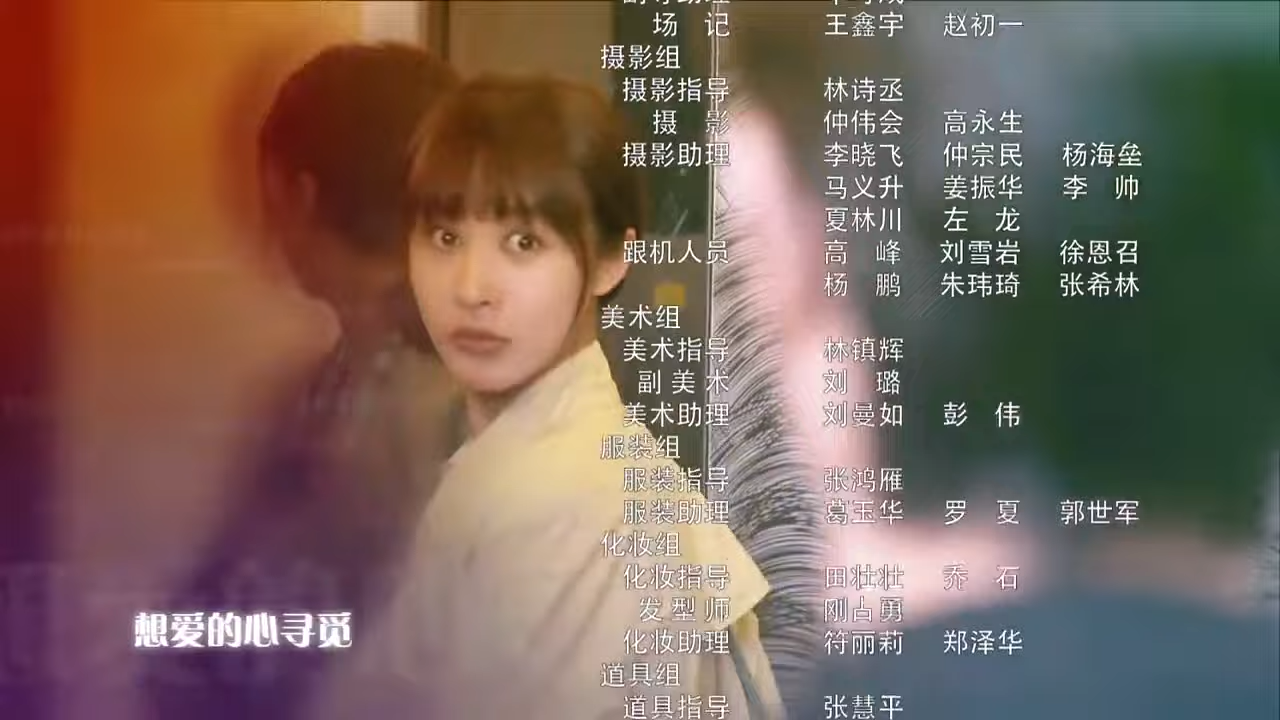 场 记 王鑫宇 赵初一
摄影组
摄影指导 林诗丞
摄 影 仲伟会 高永生
摄影助理 李晓飞 仲宗民 杨海垒
马义升 姜振华 李 帅
夏林川 左 龙
跟机人员 高 峰 刘雪岩 徐恩召
杨 鹏 朱玮琦 张希林
美术组
美术指导 林镇辉
副美术 刘 璐
美术助理 刘曼如 彭 伟
服装组
服装指导 张鸿雁
服装助理 葛玉华 罗 夏 郭世军
化妆组
化妆指导 田壮壮 乔 石
发型师 刚占勇
化妆助理 符丽莉 郑泽华
道具组
道具指导 张慧平
想爱的心寻觅